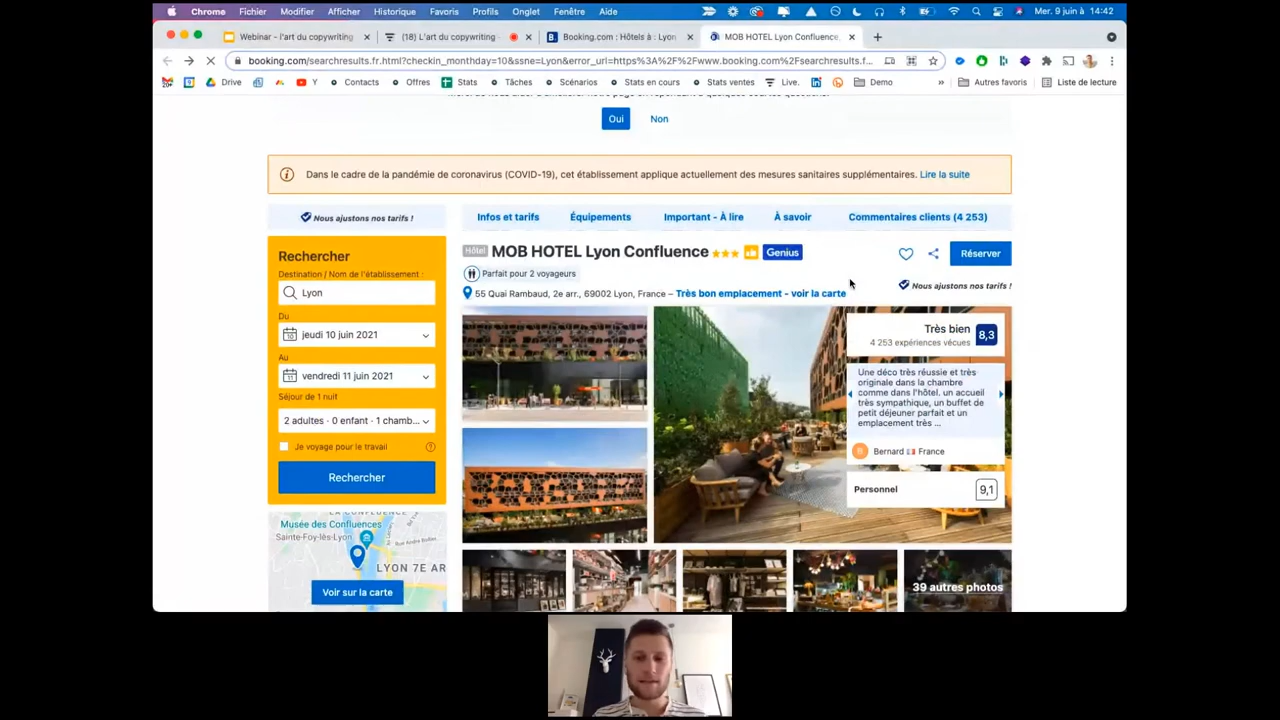 Chrome Fichier Modifier Afficher Historique Favoris Profils Onglet Fenêtre Aide
Mer. 9 juin à 14:42
Webinar - l'art du copywriting
(18) L'art du copywriting
Booking.com : Hôtels à : Lyon
MOB HOTEL Lyon Confluence,
booking.com/searchresults.fr.html?checkin_monthday=10&ssne=Lyon&error_url=https%3A%2F%2Fwww.booking.com%2Fsearchresults.f...
Drive
Y
Contacts
Offres
Stats
Tâches
Scénarios
Stats en cours
Stats ventes
Live.
in
Demo
»
Autres favoris
Liste de lecture
Oui
Non
Dans le cadre de la pandémie de coronavirus (COVID-19), cet établissement applique actuellement des mesures sanitaires supplémentaires. Lire la suite
Nous ajustons nos tarifs !
Infos et tarifs
Équipements
Important - À lire
À savoir
Commentaires clients (4 253)
Rechercher
Destination / Nom de l'établissement :
Lyon
Du
jeudi 10 juin 2021
Au
vendredi 11 juin 2021
Séjour de 1 nuit
2 adultes · 0 enfant · 1 chamb...
Je voyage pour le travail
Rechercher
Hôtel MOB HOTEL Lyon Confluence
Genius
Réserver
Parfait pour 2 voyageurs
Nous ajustons nos tarifs !
55 Quai Rambaud, 2e arr., 69002 Lyon, France – Très bon emplacement - voir la carte
Très bien
4 253 expériences vécues
8,3
Une déco très réussie et très
originale dans la chambre
comme dans l'hôtel, un accueil
très sympathique, un buffet de
petit déjeuner parfait et un
emplacement très ...
B
Bernard France
Personnel
9,1
39 autres photos
LA CONFLUENCE
Musée des Confluences
Sainte-Foy-lès-Lyon
LYON 7E AR
Voir sur la carte